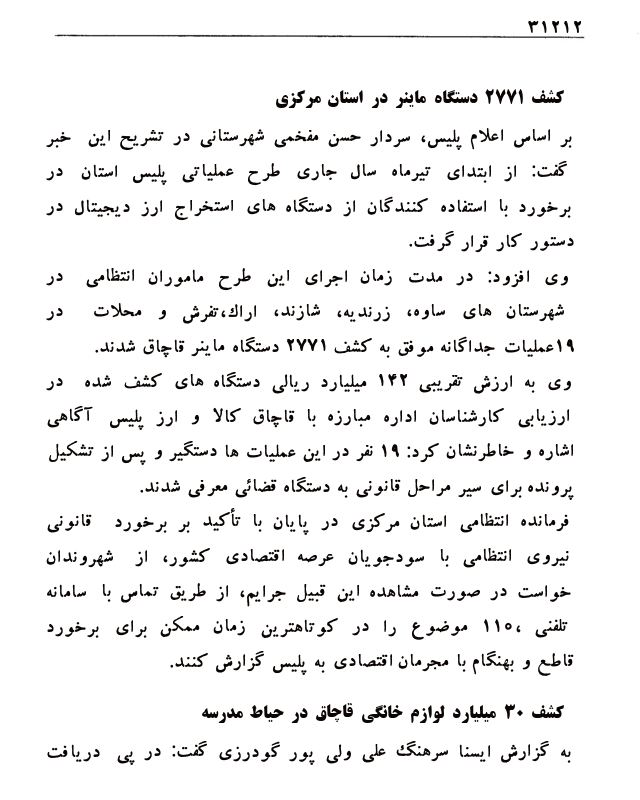 ۳۱۲۱۲
کشف ۲۷۷۱ دستگاه ماینر در استان مرکزی
بر اساس اعلام پلیس، سردار حسن مفخمی شهرستانی در تشریح این خبر
گفت: از ابتدای تیرماه سال جاری طرح عملیاتی پلیس استان در
برخورد با استفاده کنندگان از دستگاه های استخراج ارز دیجیتال در
دستور کار قرار گرفت.
وی افزود: در مدت زمان اجرای این طرح ماموران انتظامی در
شهرستان های ساوه، زرندیه، شازند، اراک،تفرش و محلات در
۱۹عملیات جداگانه موفق به کشف ۲۷۷۱ دستگاه ماینر قاچاق شدند.
وی به ارزش تقریبی ۱۴۲ میلیارد ریالی دستگاه های کشف شده در
ارزیابی کارشناسان اداره مبارزه با قاچاق کالا و ارز پلیس آگاهی
اشاره و خاطرنشان کرد: ۱۹ نفر در این عملیات ها دستگیر و پس از تشکیل
پرونده برای سیر مراحل قانونی به دستگاه قضائی معرفی شدند.
فرمانده انتظامی استان مرکزی در پایان با تأکید بر برخورد قانونی
نیروی انتظامی با سودجویان عرصه اقتصادی کشور، از شهروندان
خواست در صورت مشاهده این قبیل جرایم، از طریق تماس با سامانه
تلفنی ،۱۱۰ موضوع را در کوتاهترین زمان ممکن برای برخورد
قاطع و بهنگام با مجرمان اقتصادی به پلیس گزارش کنند.
کشف ۳۰ میلیارد لوازم خانگی قاچاق در حیاط مدرسه
به گزارش ایسنا سرهنگ علی ولی پور گودرزی گفت: در پی دریافت